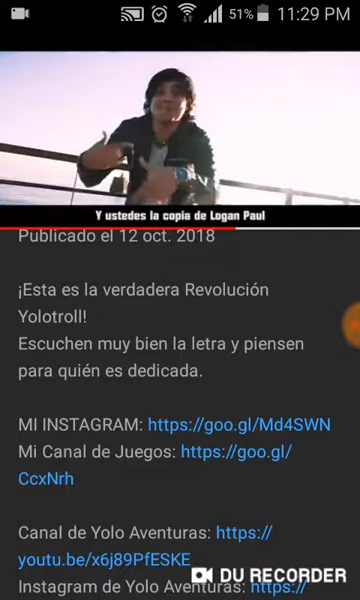 51% 11:29 PM
Y ustedes la copia de Logan Paul
Publicado el 12 oct. 2018
¡Esta es la verdadera Revolución
Yolotroll!
Escuchen muy bien la letra y piensen
para quién es dedicada.
MI INSTAGRAM: https://goo.gl/Md4SWN
Mi Canal de Juegos: https://goo.gl/
CcxNrh
Canal de Yolo Aventuras: https://
youtu.be/x6j89PfESKE
DU RECORDER
Instagram de Yolo Aventuras: https://